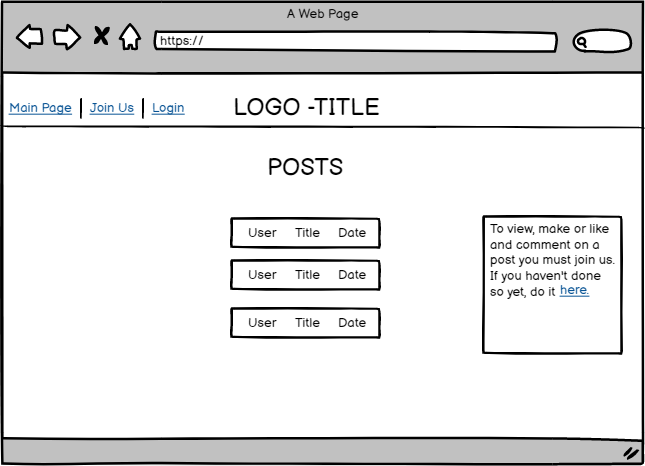 A Web Page
https://
Main Page | Join Us | Login
LOGO -TITLE
POSTS
User Title Date
User Title Date
User Title Date
To view, make or like
and comment on a
post you must join us.
If you haven't done
so yet, do it here.